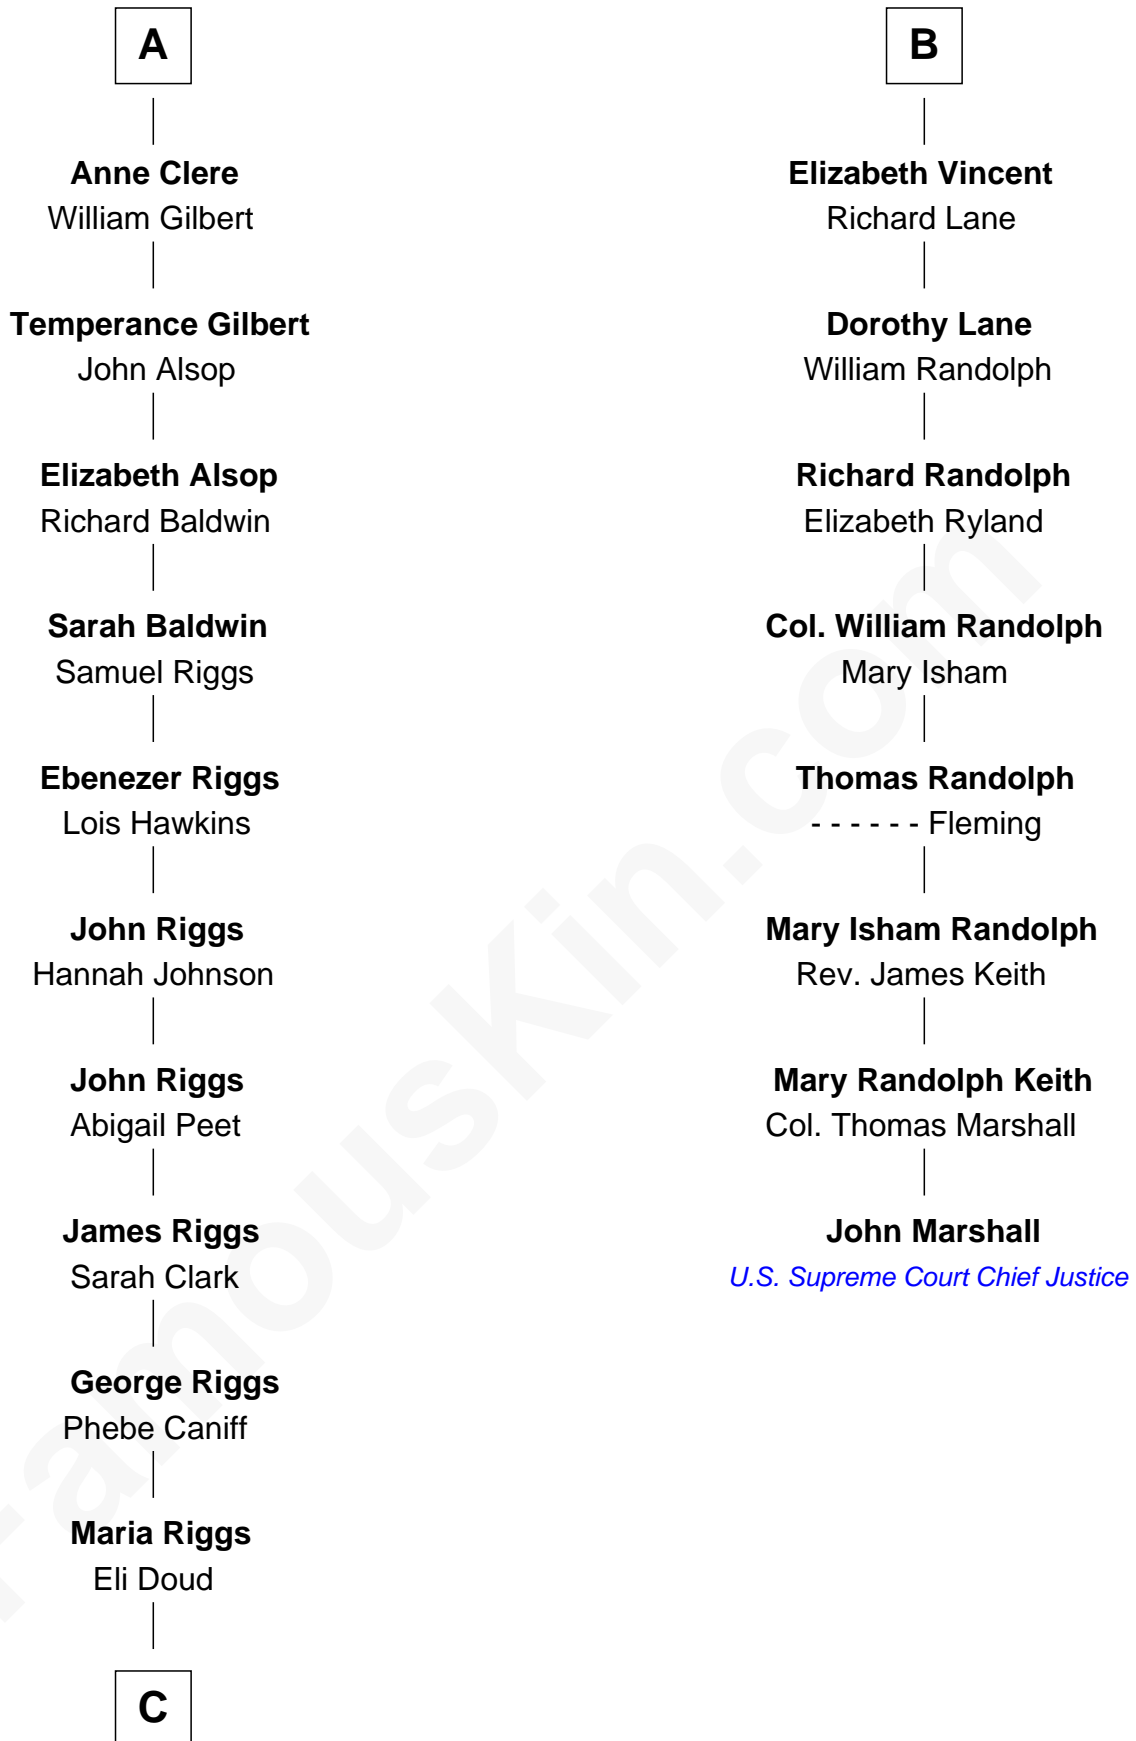 A
Anne Clere
William Gilbert
Temperance Gilbert
John Alsop
Elizabeth Alsop
Richard Baldwin
Sarah Baldwin
Samuel Riggs
Ebenezer Riggs
Lois Hawkins
John Riggs
Hannah Johnson
John Riggs
Abigail Peet
James Riggs
Sarah Clark
George Riggs
Phebe Caniff
Maria Riggs
Eli Doud
C
B
Elizabeth Vincent
Richard Lane
Dorothy Lane
William Randolph
Richard Randolph
Elizabeth Ryland
Col. William Randolph
Mary Isham
Thomas Randolph
- - - - - - Fleming
Mary Isham Randolph
Rev. James Keith
Mary Randolph Keith
Col. Thomas Marshall
John Marshall
U.S. Supreme Court Chief Justice
FamousKin.com